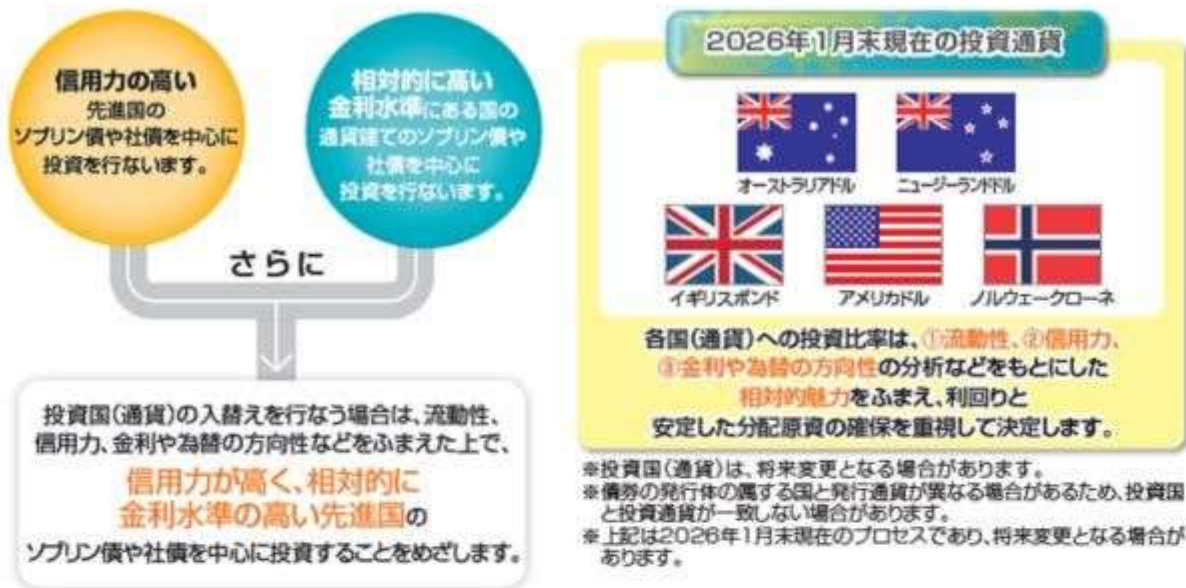 信用力の高い
先進国の
ソブリン債や社債を中心に
投資を行ないます。
相対的に高い
金利水準にある国の
通貨建てのソブリン債や
社債を中心に
投資を行ないます。
さらに
投資国(通貨)の入替えを行なう場合は、流動性、
信用力、金利や為替の方向性などをふまえた上で、
信用力が高く、相対的に
金利水準の高い先進国の
ソブリン債や社債を中心に投資することをめざします。
2026年1月末現在の投資通貨
オーストラリアドル
ニュージーランドドル
イギリスポンド
アメリカドル
ノルウェークローネ
各国(通貨)への投資比率は、①流動性、②信用力、
③金利や為替の方向性の分析などをもとにした
相対的魅力をふまえ、利回りと
安定した分配原資の確保を重視して決定します。
※投資国(通貨)は、将来変更となる場合があります。
※債券の発行体の属する国と発行通貨が異なる場合があるため、投資国
と投資通貨が一致しない場合があります。
※上記は2026年1月末現在のプロセスであり、将来変更となる場合が
あります。